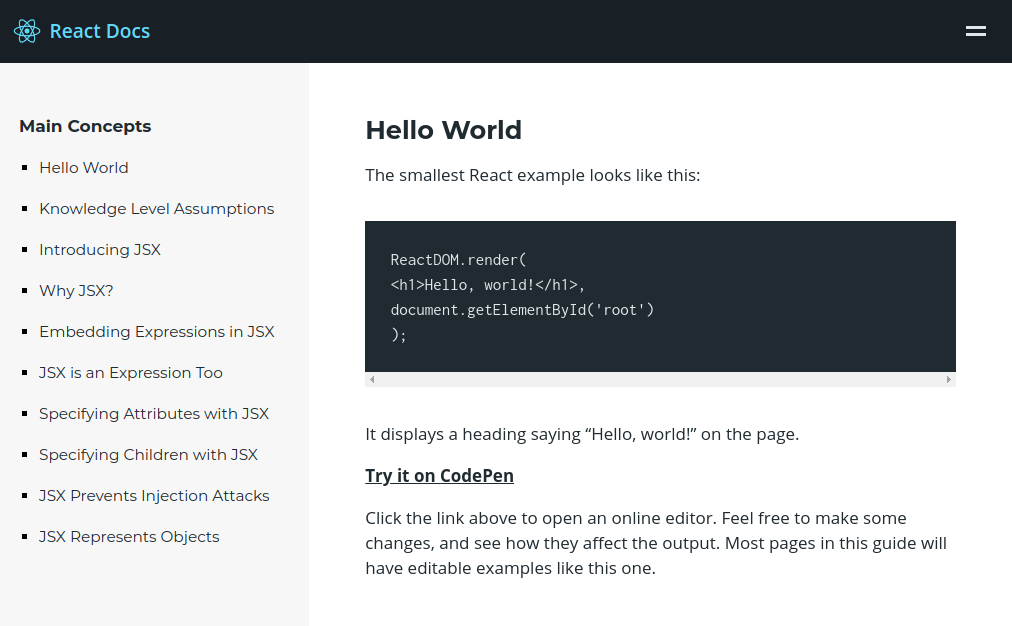 React Docs
Main Concepts
Hello World
Knowledge Level Assumptions
Introducing JSX
Why JSX?
Embedding Expressions in JSX
JSX is an Expression Too
Specifying Attributes with JSX
Specifying Children with JSX
JSX Prevents Injection Attacks
JSX Represents Objects
Hello World
The smallest React example looks like this:
ReactDOM.render(
<h1>Hello, world!</h1>,
document.getElementById('root')
);
It displays a heading saying “Hello, world!” on the page.
Try it on CodePen
Click the link above to open an online editor. Feel free to make some
changes, and see how they affect the output. Most pages in this guide will
have editable examples like this one.